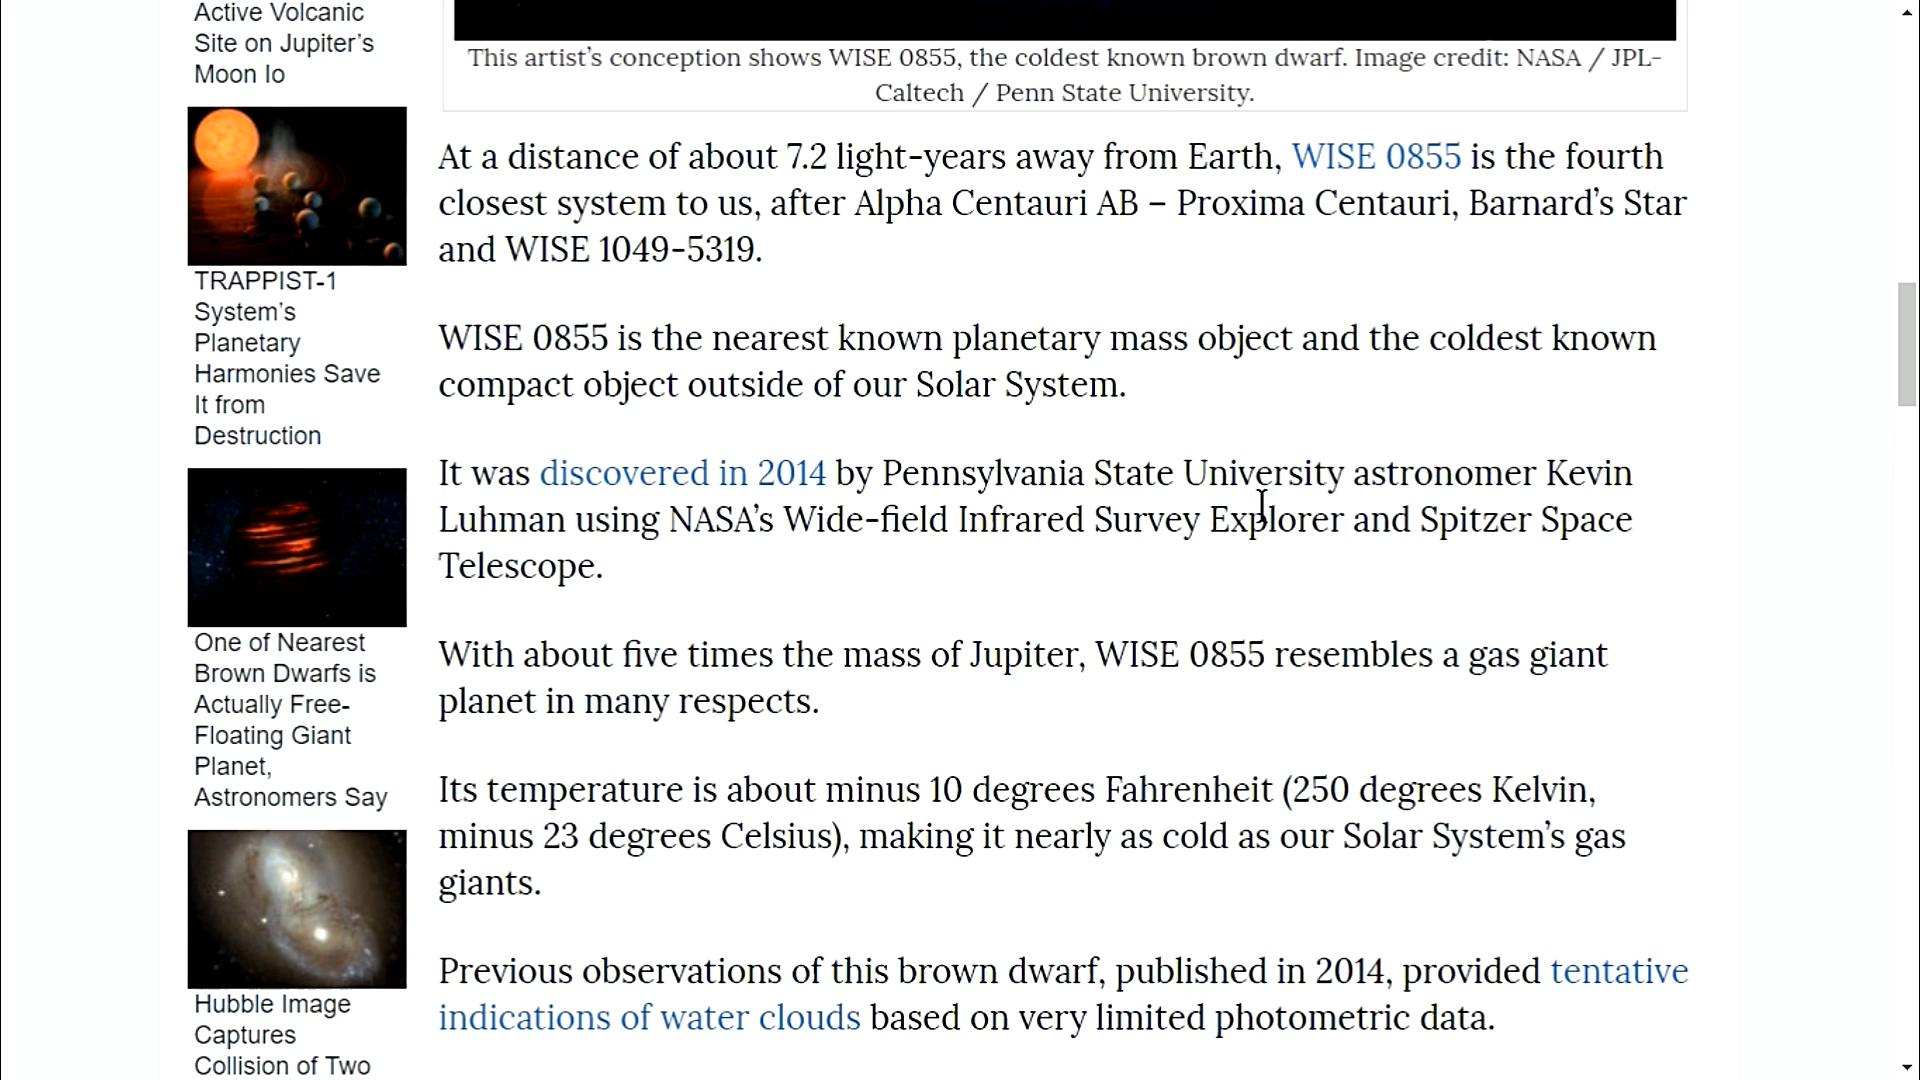 Active Volcanic
Site on Jupiter’s
Moon Io
TRAPPIST-1
System’s
Planetary
Harmonies Save
It from
Destruction
One of Nearest
Brown Dwarfs is
Actually Free-
Floating Giant
Planet,
Astronomers Say
Hubble Image
Captures
Collision of Two
This artist’s conception shows WISE 0855, the coldest known brown dwarf. Image credit: NASA / JPL-
Caltech / Penn State University.
At a distance of about 7.2 light-years away from Earth, WISE 0855 is the fourth
closest system to us, after Alpha Centauri AB – Proxima Centauri, Barnard’s Star
and WISE 1049-5319.
WISE 0855 is the nearest known planetary mass object and the coldest known
compact object outside of our Solar System.
It was discovered in 2014 by Pennsylvania State University astronomer Kevin
Luhman using NASA’s Wide-field Infrared Survey Explorer and Spitzer Space
Telescope.
With about five times the mass of Jupiter, WISE 0855 resembles a gas giant
planet in many respects.
Its temperature is about minus 10 degrees Fahrenheit (250 degrees Kelvin,
minus 23 degrees Celsius), making it nearly as cold as our Solar System’s gas
giants.
Previous observations of this brown dwarf, published in 2014, provided tentative
indications of water clouds based on very limited photometric data.